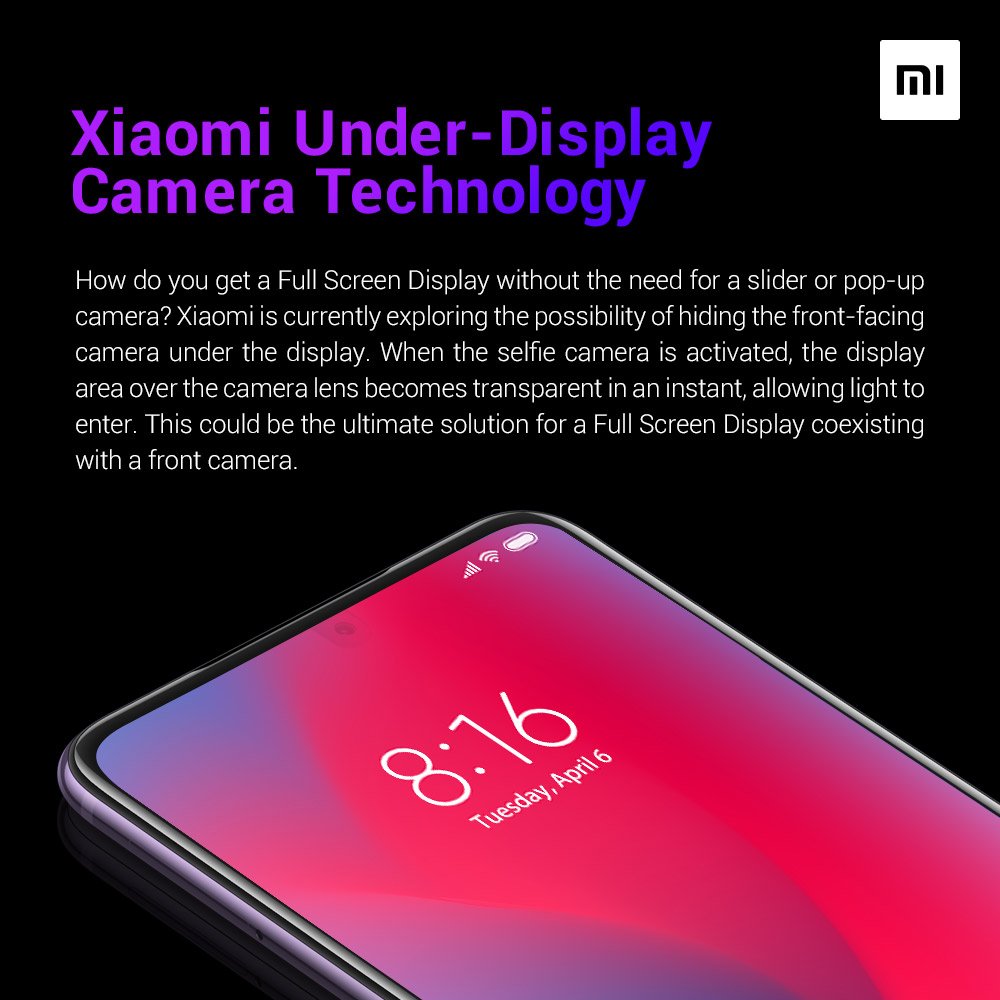 mi
Xiaomi Under-Display
Camera Technology
How do you get a Full Screen Display without the need for a slider or pop-up
camera? Xiaomi is currently exploring the possibility of hiding the front-facing
camera under the display. When the selfie camera is activated, the display
area over the camera lens becomes transparent in an instant, allowing light to
enter. This could be the ultimate solution for a Full Screen Display coexisting
with a front camera.
8:16
Tuesday, April 6